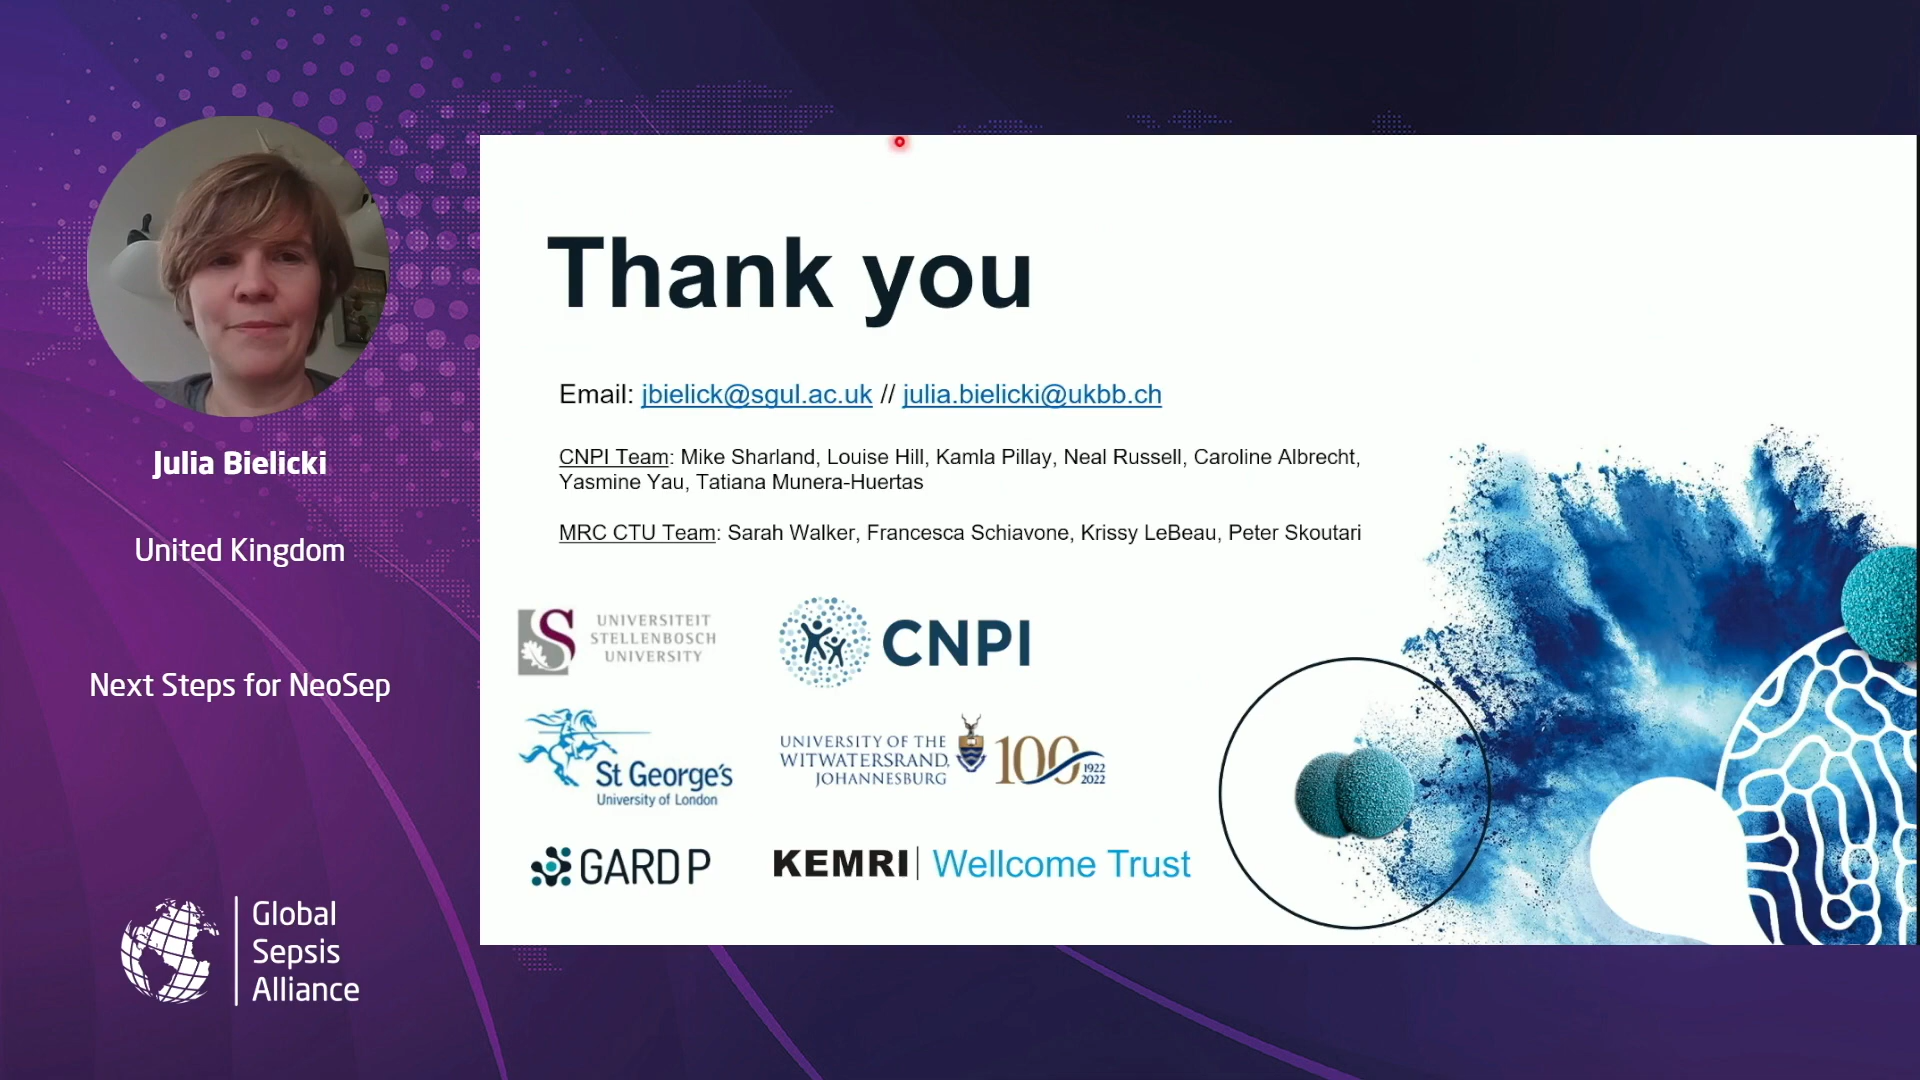 Julia Bielicki
United Kingdom
Next Steps for NeoSep
Global
Sepsis
Alliance
Thank you
Email: jbielick@sgul.ac.uk // julia.bielicki@ukbb.ch
CNPI Team: Mike Sharland, Louise Hill, Kamla Pillay, Neal Russell, Caroline Albrecht,
Yasmine Yau, Tatiana Munera-Huertas
MRC CTU Team: Sarah Walker, Francesca Schiavone, Krissy LeBeau, Peter Skoutari
S
UNIVERSITEIT
STELLENBOSCH
UNIVERSITY
CNPI
St George's
University of London
UNIVERSITY OF THE
WITWATERSRAND,
JOHANNESBURG
100
1922
2022
GARDP
KEMRI | Wellcome Trust